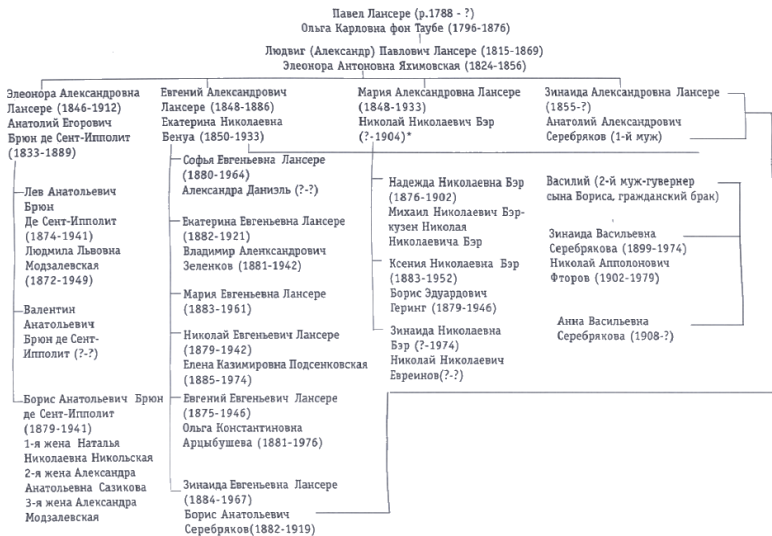 Павел Лансере (р.1788 - ?)
Ольга Карловна фон Таубе (1796-1876)
Людвиг (Александр) Павлович Лансере (1815-1869)
Элеонора Антоновна Яхимовская (1824-1856)
Элеонора Александровна
Лансере (1846-1912)
Анатолий Егорович
Брюн де Сент-Ипполит
(1833-1889)
Лев Анатольевич
Брюн
Де Сент-Ипполит
(1874-1941)
Людмила Львовна
Модзалевская
(1872-1949)
Валентин
Анатольевич
Брюн де Сент-
Ипполит (?-?)
Борис Анатольевич Брюн
де Сент-Ипполит
(1879-1941)
1-я жена Наталья
Николаевна Никольская
2-я жена Александра
Анатольевна Сазикова
3-я жена Александра
Модзалевская
Евгений Александрович
Лансере (1848-1886)
Екатерина Николаевна
Бенуа (1850-1933)
Софья Евгеньевна Лансере
(1880-1964)
Александра Даниэль (?-?)
Екатерина Евгеньевна Лансере
(1882-1921)
Владимир Аленксандрович
Зеленков (1881-1942)
Мария Евгеньевна Лансере
(1883-1961)
Николай Евгеньевич Лансере
(1879-1942)
Елена Казимировна Подсенковская
(1885-1974)
Евгений Евгеньевич Лансере
(1875-1946)
Ольга Константиновна
Арцыбушева (1881-1976)
Зинаида Евгеньевна Лансере
(1884-1967)
Борис Анатольевич
Серебряков(1882-1919)
Мария Александровна Лансере
(1848-1933)
Николай Николаевич Бэр
(?-1904)*
Надежда Николаевна Бэр
(1876-1902)
Михаил Николаевич Бэр-
кузен Николая
Николаевича Бэр
Ксения Николаевна Бэр
(1883-1952)
Борис Эдуардович
Геринг (1879-1946)
Зинаида Николаевна
Бэр (?-1974)
Николай Николаевич
Евреинов(?-?)
Зинаида Александровна Лансере
(1855-?)
Анатолий Александрович
Серебряков (1-й муж)
Василий (2-й муж-гувернер
сына Бориса, гражданский брак)
Зинаида Васильевна
Серебрякова (1899-1974)
Николай Апполонович
Фторов (1902-1979)
Анна Васильевна
Серебрякова (1908-?)